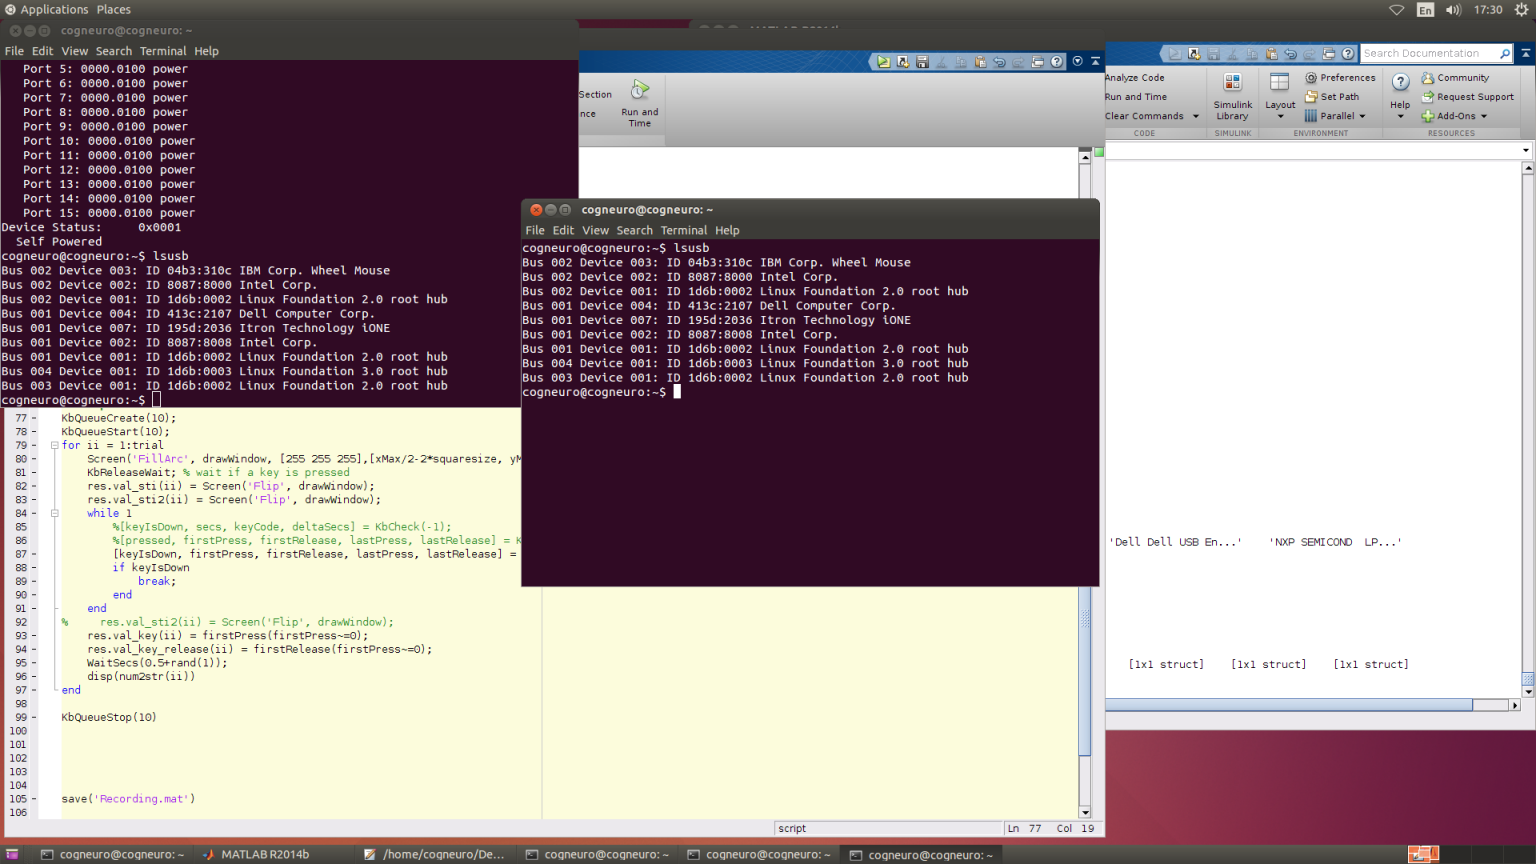 Applications Places
En 17:30
cogneuro@cogneuro: ~
File Edit View Search Terminal Help
Port 5: 0000.0100 power
Port 6: 0000.0100 power
Port 7: 0000.0100 power
Port 8: 0000.0100 power
Port 9: 0000.0100 power
Port 10: 0000.0100 power
Port 11: 0000.0100 power
Port 12: 0000.0100 power
Port 13: 0000.0100 power
Port 14: 0000.0100 power
Port 15: 0000.0100 power
Device Status:     0x0001
Self Powered
cogneuro@cogneuro:~$ lsusb
Bus 002 Device 003: ID 04b3:310c IBM Corp. Wheel Mouse
Bus 002 Device 002: ID 8087:8000 Intel Corp.
Bus 002 Device 001: ID 1d6b:0002 Linux Foundation 2.0 root hub
Bus 001 Device 004: ID 413c:2107 Dell Computer Corp.
Bus 001 Device 007: ID 195d:2036 Itron Technology iONE
Bus 001 Device 002: ID 8087:8008 Intel Corp.
Bus 001 Device 001: ID 1d6b:0002 Linux Foundation 2.0 root hub
Bus 004 Device 001: ID 1d6b:0003 Linux Foundation 3.0 root hub
Bus 003 Device 001: ID 1d6b:0002 Linux Foundation 2.0 root hub
cogneuro@cogneuro:~$
Section
nce
Run and
Time
Search Documentation
Analyze Code
Run and Time
Clear Commands
CODE
Simulink
Library
SIMULINK
Layout
Preferences
Set Path
Parallel
ENVIRONMENT
Help
Community
Request Support
Add-Ons
RESOURCES
cogneuro@cogneuro: ~
File Edit View Search Terminal Help
cogneuro@cogneuro:~$ lsusb
Bus 002 Device 003: ID 04b3:310c IBM Corp. Wheel Mouse
Bus 002 Device 002: ID 8087:8000 Intel Corp.
Bus 002 Device 001: ID 1d6b:0002 Linux Foundation 2.0 root hub
Bus 001 Device 004: ID 413c:2107 Dell Computer Corp.
Bus 001 Device 007: ID 195d:2036 Itron Technology iONE
Bus 001 Device 002: ID 8087:8008 Intel Corp.
Bus 001 Device 001: ID 1d6b:0002 Linux Foundation 2.0 root hub
Bus 004 Device 001: ID 1d6b:0003 Linux Foundation 3.0 root hub
Bus 003 Device 001: ID 1d6b:0002 Linux Foundation 2.0 root hub
cogneuro@cogneuro:~$
77 - KbQueueCreate(10);
78 - KbQueueStart(10);
79 - for ii = 1:trial
80 - Screen('FillArc', drawWindow, [255 255 255],[xMax/2-2*squaresize, yM
81 - KbReleaseWait; % wait if a key is pressed
82 - res.val_sti(ii) = Screen('Flip', drawWindow);
83 - res.val_sti2(ii) = Screen('Flip', drawWindow);
84 - while 1
85 %[keyIsDown, secs, keyCode, deltaSecs] = KbCheck(-1);
86 %[pressed, firstPress, firstRelease, lastPress, lastRelease] = K
87 - [keyIsDown, firstPress, firstRelease, lastPress, lastRelease] =
88 - if keyIsDown
89 - break;
90 - end
91 - end
92 % res.val_sti2(ii) = Screen('Flip', drawWindow);
93 - res.val_key(ii) = firstPress(firstPress~=0);
94 - res.val_key_release(ii) = firstRelease(firstPress~=0);
95 - WaitSecs(0.5+rand(1));
96 - disp(num2str(ii))
97 - end
98
99 - KbQueueStop(10)
100
101
102
103
104
105 - save('Recording.mat')
106
'Dell Dell USB En...' 'NXP SEMICOND  LP...'
[1x1 struct] [1x1 struct] [1x1 struct]
script Ln 77 Col 19
cogneuro@cogneuro: ~ MATLAB R2014b /home/cogneuro/De... cogneuro@cogneuro: ~ cogneuro@cogneuro: ~ cogneuro@cogneuro: ~